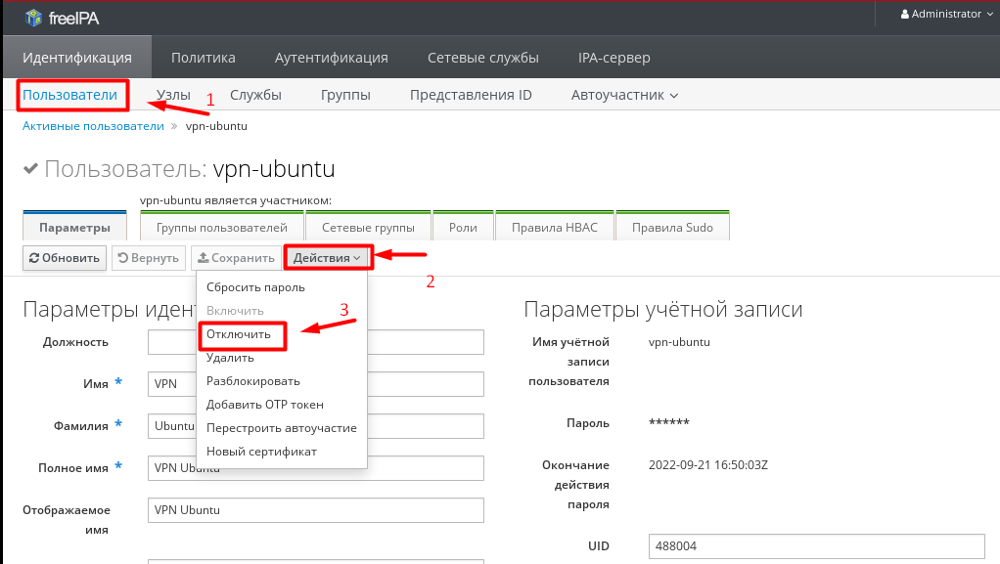 freeIPA
Administrator
Идентификация Политика Аутентификация Сетевые службы IPA-сервер
Пользователи Узлы Службы Группы Представления ID Автоучастник
1
Активные пользователи » vpn-ubuntu
Пользователь: vpn-ubuntu
vpn-ubuntu является участником:
Параметры Группы пользователей Сетевые группы Роли Правила HBAC Правила Sudo
Обновить Вернуть Сохранить Действия
2
Сбросить пароль
Включить
3
Отключить
Удалить
Разблокировать
Добавить OTP токен
Перестроить автоучастие
Новый сертификат
Параметры иден
Должность
Имя * VPN
Фамилия * Ubuntu
Полное имя * VPN Ubuntu
Отображаемое
имя
VPN Ubuntu
Параметры учётной записи
Имя учётной
записи
пользователя
vpn-ubuntu
Пароль ******
Окончание
действия
пароля
2022-09-21 16:50:03Z
UID 488004